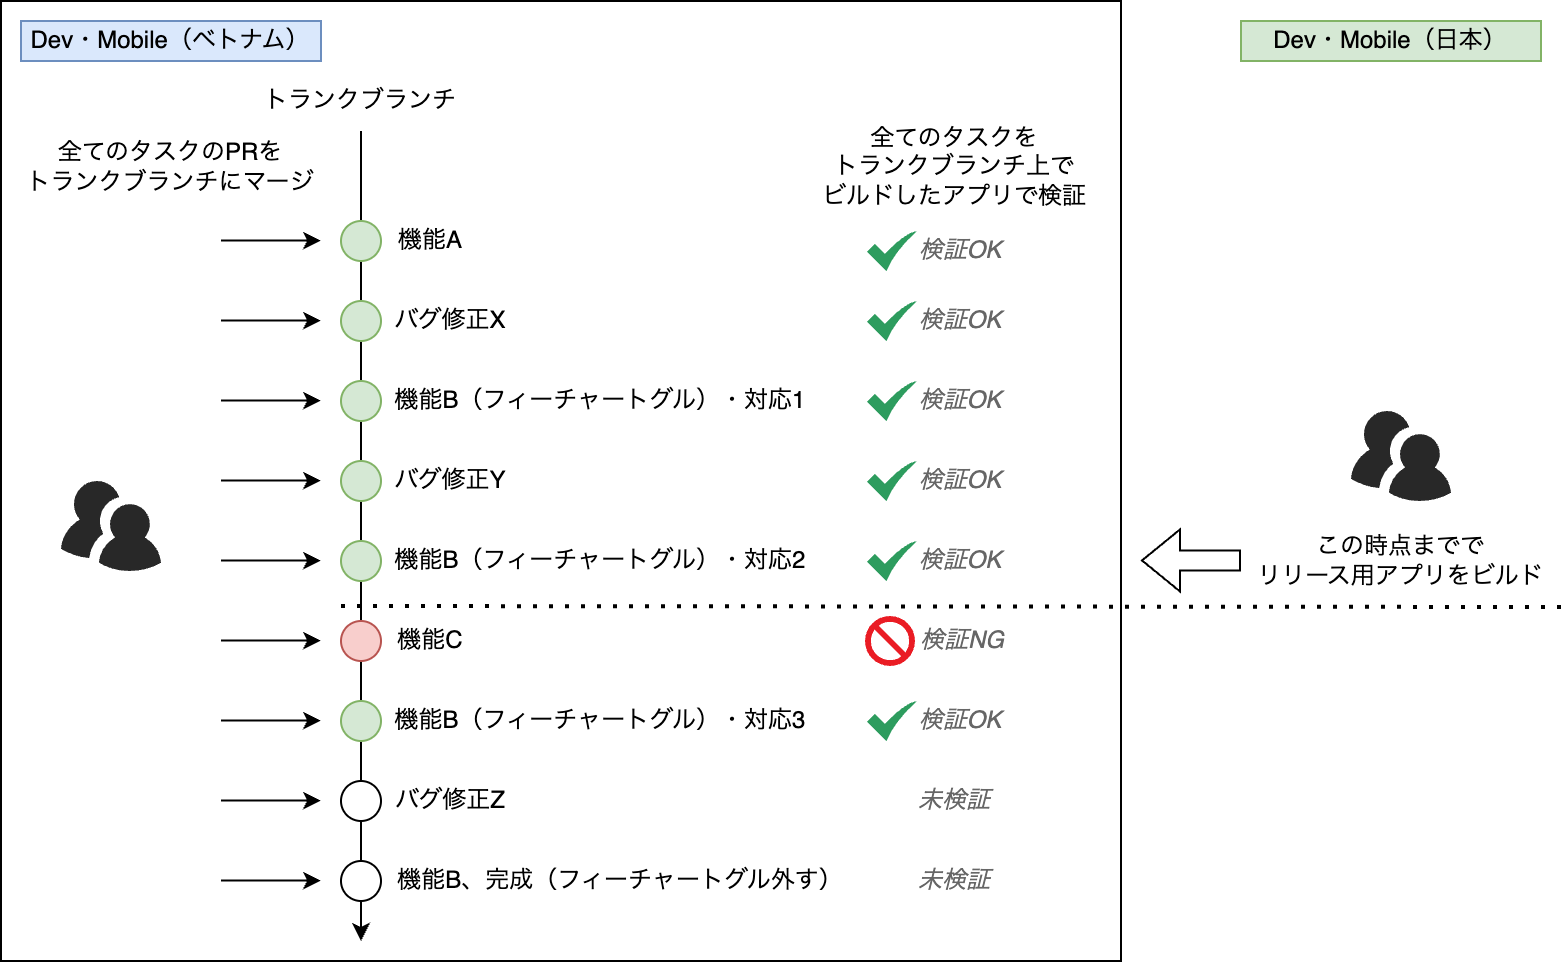 Dev・Mobile（ベトナム）
Dev・Mobile（日本）
トランクブランチ
全てのタスクのPRを
トランクブランチにマージ
全てのタスクを
トランクブランチ上で
ビルドしたアプリで検証
機能A
検証OK
バグ修正X
検証OK
機能B（フィーチャートグル）・対応1
検証OK
バグ修正Y
検証OK
機能B（フィーチャートグル）・対応2
検証OK
この時点までで
リリース用アプリをビルド
機能C
検証NG
機能B（フィーチャートグル）・対応3
検証OK
バグ修正Z
未検証
機能B、完成（フィーチャートグル外す）
未検証